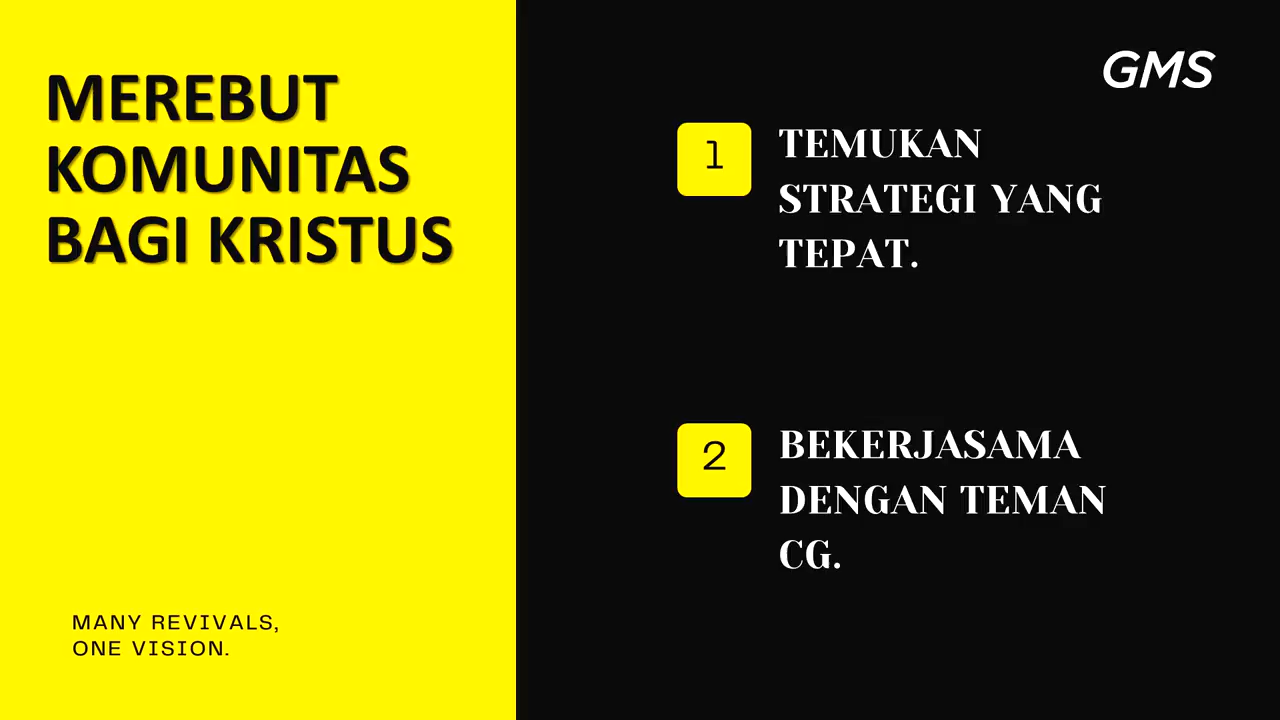 MEREBUT
KOMUNITAS
BAGI KRISTUS
MANY REVIVALS,
ONE VISION.
GMS
1
TEMUKAN
STRATEGI YANG
TEPAT.
2
BEKERJASAMA
DENGAN TEMAN
CG.